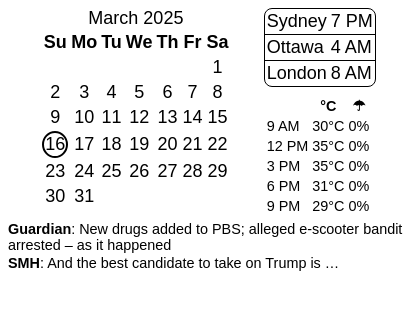 March 2025
Su Mo Tu We Th Fr Sa
1
2 3 4 5 6 7 8
9 10 11 12 13 14 15
16 17 18 19 20 21 22
23 24 25 26 27 28 29
30 31
Sydney 7 PM
Ottawa 4 AM
London 8 AM
°C ☂
9 AM 30°C 0%
12 PM 35°C 0%
3 PM 35°C 0%
6 PM 31°C 0%
9 PM 29°C 0%
Guardian: New drugs added to PBS; alleged e-scooter bandit
arrested – as it happened
SMH: And the best candidate to take on Trump is …